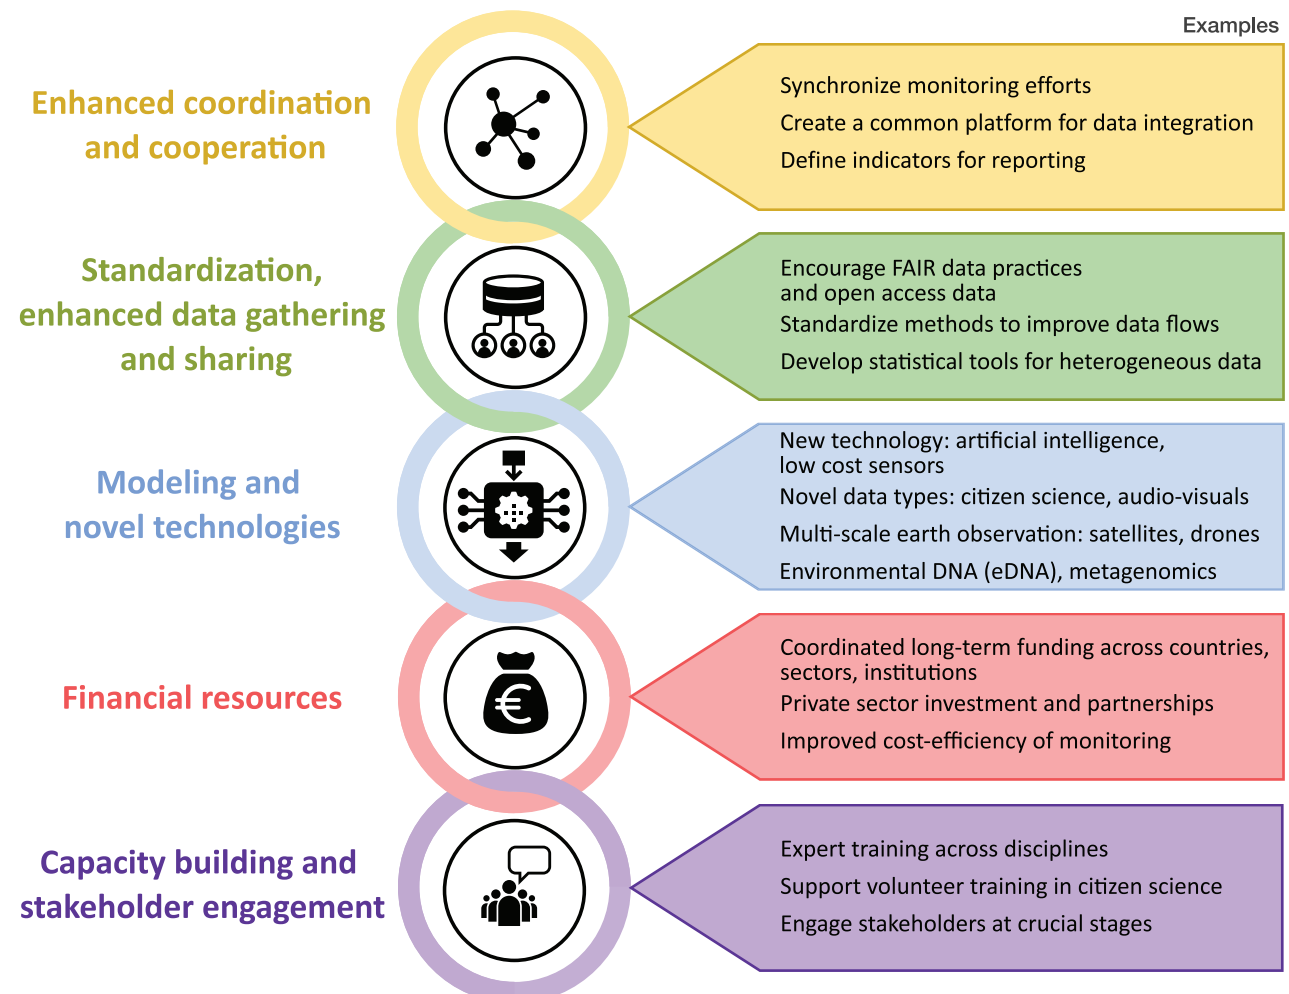 Examples
Enhanced coordination
and cooperation
Synchronize monitoring efforts
Create a common platform for data integration
Define indicators for reporting
Standardization,
enhanced data gathering
and sharing
Encourage FAIR data practices
and open access data
Standardize methods to improve data flows
Develop statistical tools for heterogeneous data
Modeling and
novel technologies
New technology: artificial intelligence,
low cost sensors
Novel data types: citizen science, audio-visuals
Multi-scale earth observation: satellites, drones
Environmental DNA (eDNA), metagenomics
Financial resources
€
Coordinated long-term funding across countries,
sectors, institutions
Private sector investment and partnerships
Improved cost-efficiency of monitoring
Capacity building and
stakeholder engagement
Expert training across disciplines
Support volunteer training in citizen science
Engage stakeholders at crucial stages